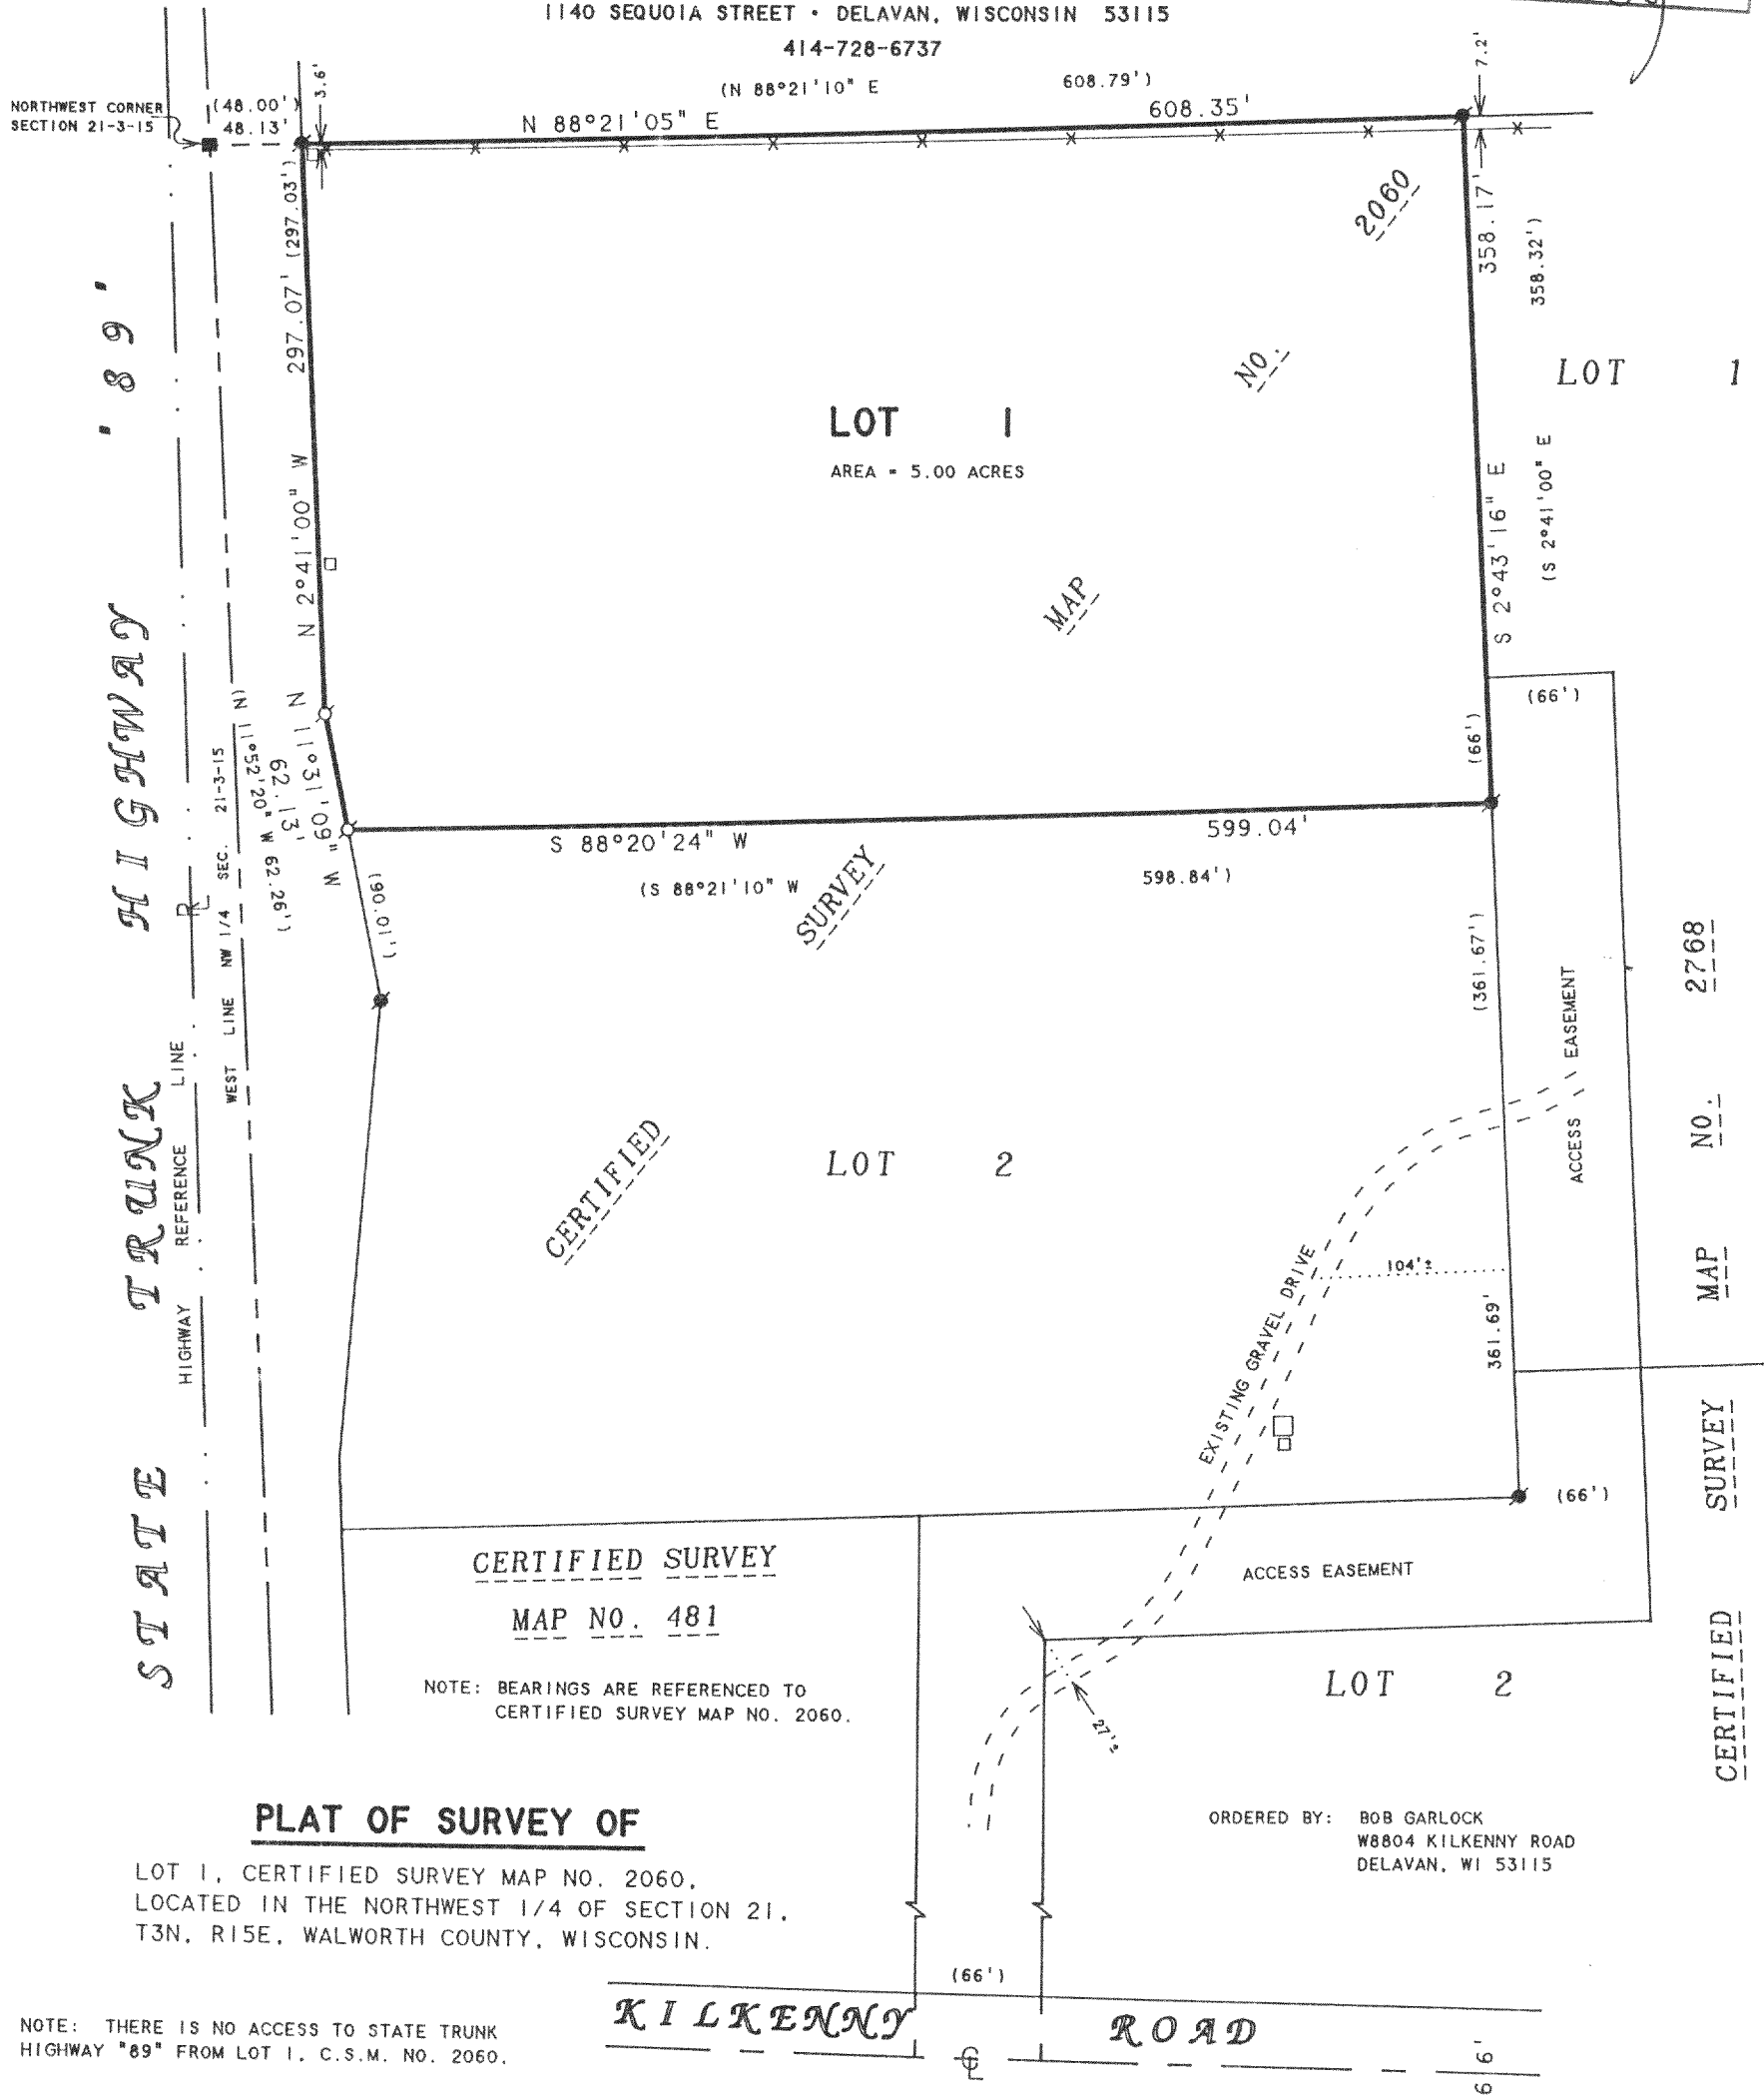 1140 SEQUOIA STREET • DELAVAN, WISCONSIN 53115
414-728-6737
(N 88°21'10" E 608.79')
N 88°21'05" E 608.35'
NORTHWEST CORNER
SECTION 21-3-15
(48.00')
48.13'
3.6'
7.2'
297.07' (297.03')
N 2°41'00" W
358.17'
358.32')
S 2°43'16" E
(S 2°41'00" E
2060
NO.
MAP
SURVEY
CERTIFIED
LOT 1
AREA = 5.00 ACRES
LOT 1
(66')
(66')
N 11°31'09" W
62.13'
(N 11°52'20" W 62.26')
(90.01')
S 88°20'24" W 599.04'
(S 88°21'10" W 598.84')
STATE TRUNK HIGHWAY '89'
HIGHWAY REFERENCE LINE
WEST LINE NW 1/4 SEC. 21-3-15
(361.67')
361.69'
ACCESS EASEMENT
LOT 2
EXISTING GRAVEL DRIVE
104'±
(66')
ACCESS EASEMENT
CERTIFIED SURVEY MAP NO. 2768
CERTIFIED SURVEY
MAP NO. 481
NOTE: BEARINGS ARE REFERENCED TO
CERTIFIED SURVEY MAP NO. 2060.
LOT 2
27'±
PLAT OF SURVEY OF
LOT 1, CERTIFIED SURVEY MAP NO. 2060,
LOCATED IN THE NORTHWEST 1/4 OF SECTION 21,
T3N, R15E, WALWORTH COUNTY, WISCONSIN.
ORDERED BY: BOB GARLOCK
W8804 KILKENNY ROAD
DELAVAN, WI 53115
(66')
KILKENNY ROAD
66'
NOTE: THERE IS NO ACCESS TO STATE TRUNK
HIGHWAY "89" FROM LOT 1, C.S.M. NO. 2060.